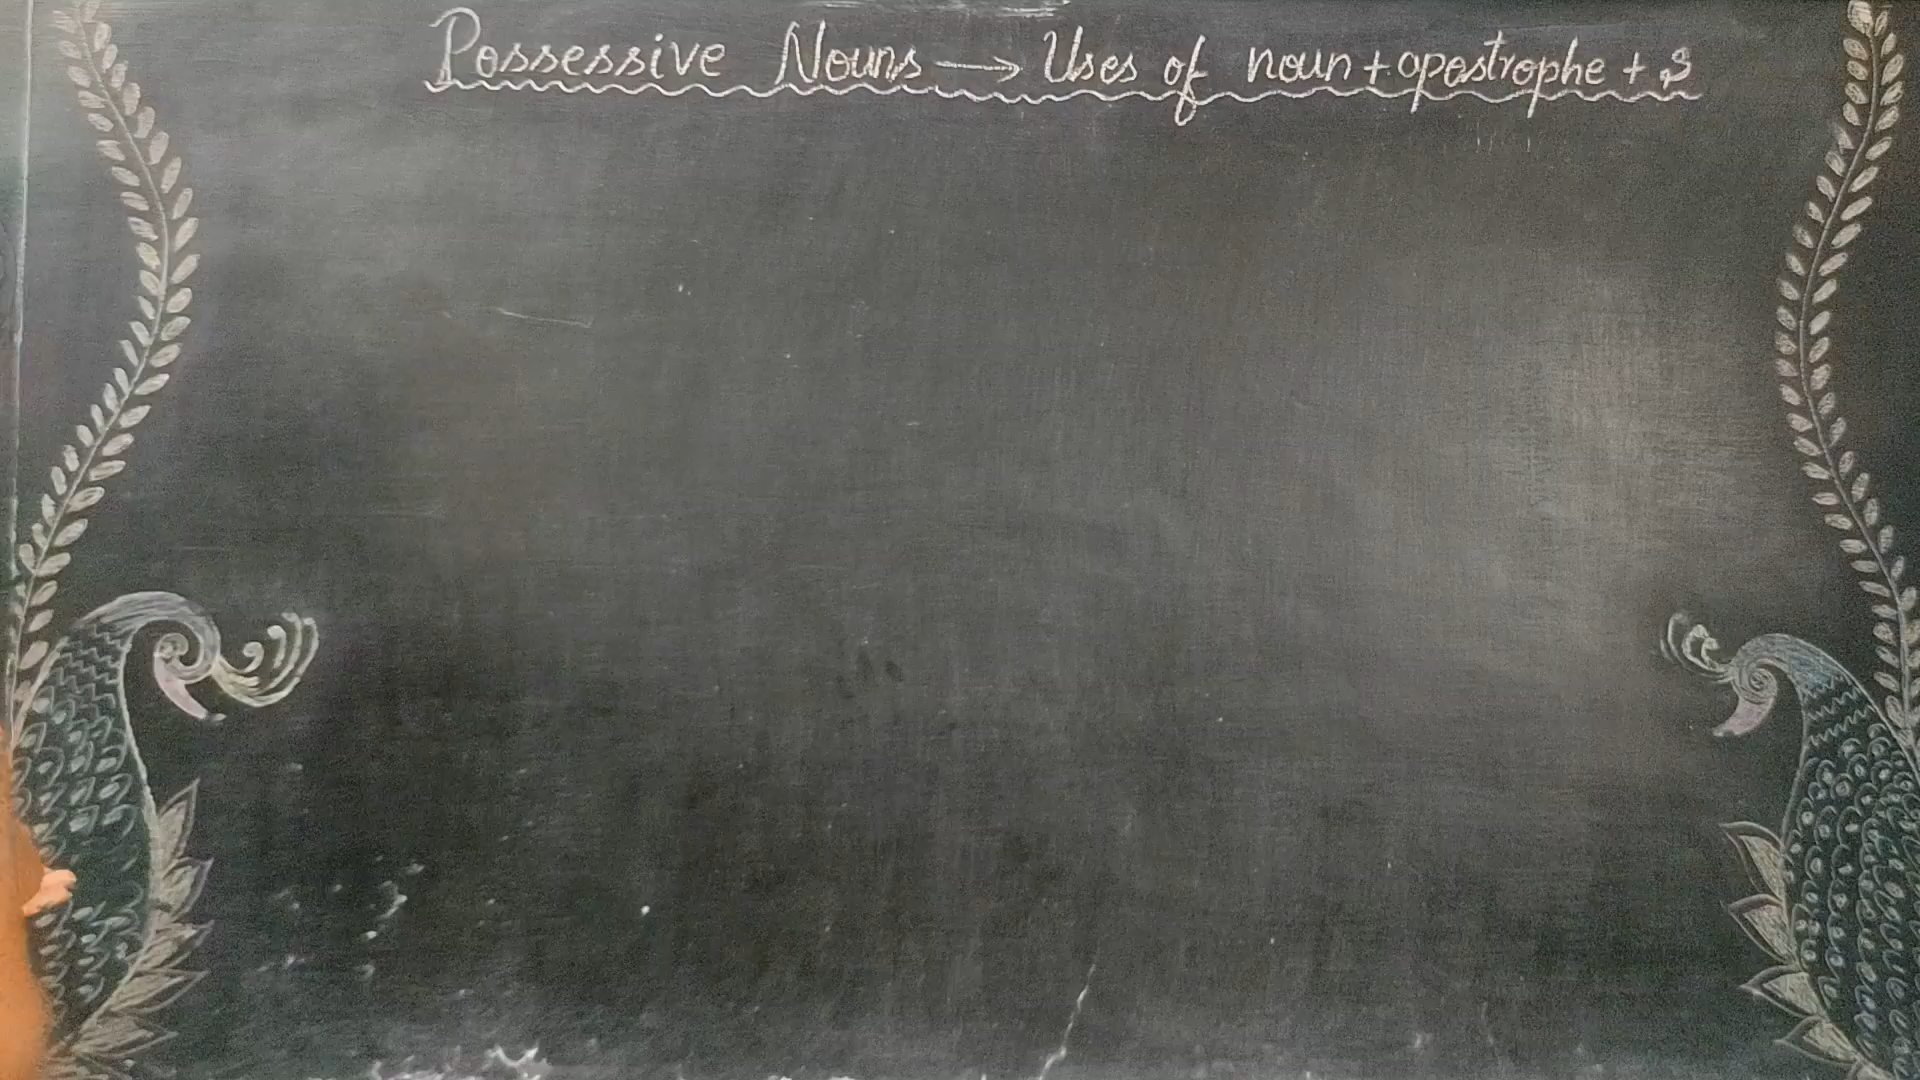 Possessive Nouns → Uses of noun + apostrophe + s